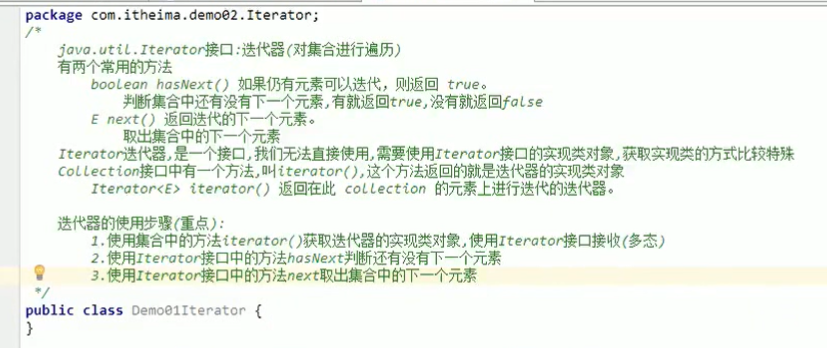 package com.itheima.demo02.Iterator;
/*
java.util.Iterator接口:迭代器(对集合进行遍历)
有两个常用的方法
boolean hasNext() 如果仍有元素可以迭代，则返回 true。
判断集合中还有没有下一个元素,有就返回true,没有就返回false
E next() 返回迭代的下一个元素。
取出集合中的下一个元素
Iterator迭代器,是一个接口,我们无法直接使用,需要使用Iterator接口的实现类对象,获取实现类的方式比较特殊
Collection接口中有一个方法,叫iterator(),这个方法返回的就是迭代器的实现类对象
Iterator<E> iterator() 返回在此 collection 的元素上进行迭代的迭代器。
迭代器的使用步骤(重点):
1.使用集合中的方法iterator()获取迭代器的实现类对象,使用Iterator接口接收(多态)
2.使用Iterator接口中的方法hasNext判断还有没有下一个元素
3.使用Iterator接口中的方法next取出集合中的下一个元素
*/
public class Demo01Iterator {
}